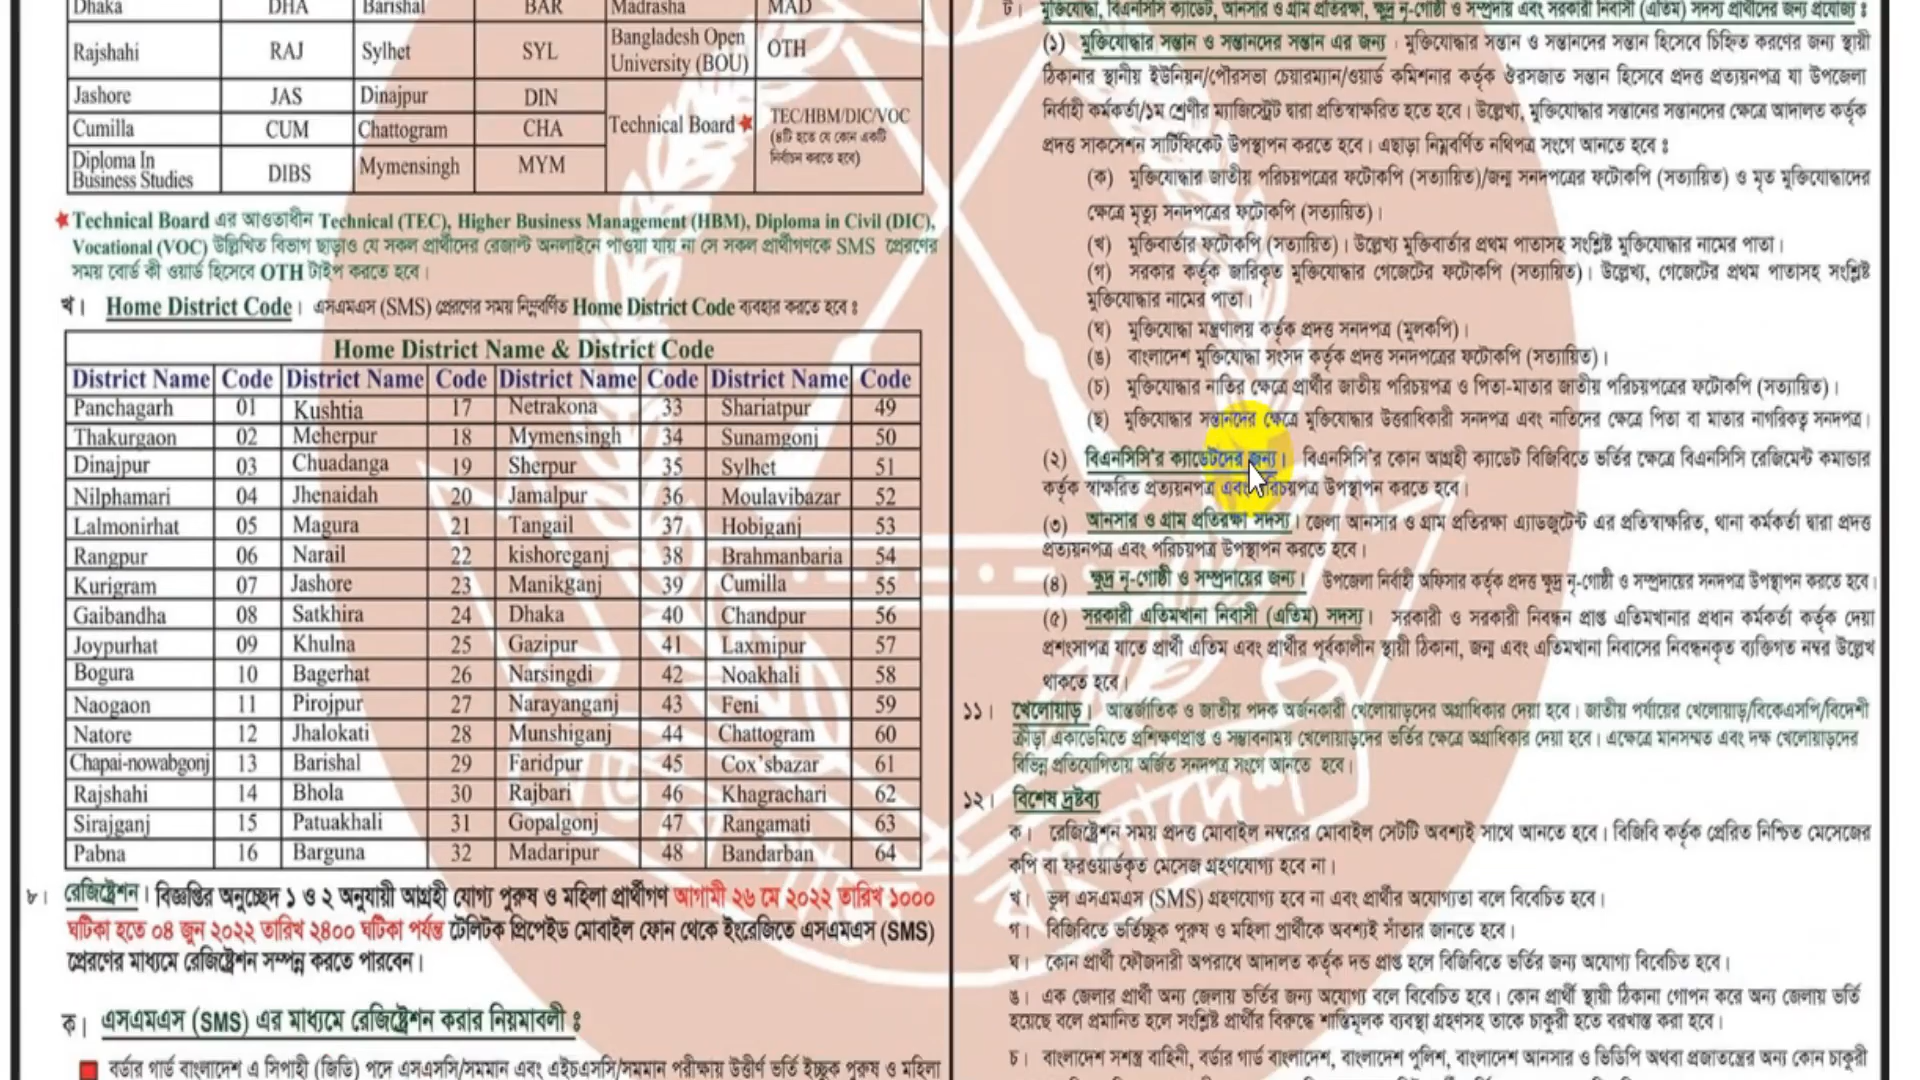 Dhaka DHA Barishal BAR Madrasha MAD
Rajshahi RAJ Sylhet SYL Bangladesh Open University (BOU) OTH
Jashore JAS Dinajpur DIN
Cumilla CUM Chattogram CHA
Technical Board TEC/HBM/DIC/VOC
(৪টি হতে যে কোন একটি
নির্বাচন করতে হবে)
Diploma In Business Studies DIBS Mymensingh MYM
Technical Board এর আওতাধীন Technical (TEC), Higher Business Management (HBM), Diploma in Civil (DIC),
Vocational (VOC) উল্লিখিত বিভাগ ছাড়াও যে সকল প্রার্থীদের রেজাল্ট অনলাইনে পাওয়া যায় না সে সকল প্রার্থীগণকে SMS প্রেরণের
সময় বোর্ড কী ওয়ার্ড হিসেবে OTH টাইপ করতে হবে।
খ। Home District Code। এসএমএস (SMS) প্রেরণের সময় নিম্নবর্ণিত Home District Code ব্যবহার করতে হবে ঃ
Home District Name & District Code
District Name Code District Name Code District Name Code District Name Code
Panchagarh 01 Kushtia 17 Netrakona 33 Shariatpur 49
Thakurgaon 02 Meherpur 18 Mymensingh 34 Sunamgonj 50
Dinajpur 03 Chuadanga 19 Sherpur 35 Sylhet 51
Nilphamari 04 Jhenaidah 20 Jamalpur 36 Moulavibazar 52
Lalmonirhat 05 Magura 21 Tangail 37 Hobiganj 53
Rangpur 06 Narail 22 kishoreganj 38 Brahmanbaria 54
Kurigram 07 Jashore 23 Manikganj 39 Cumilla 55
Gaibandha 08 Satkhira 24 Dhaka 40 Chandpur 56
Joypurhat 09 Khulna 25 Gazipur 41 Laxmipur 57
Bogura 10 Bagerhat 26 Narsingdi 42 Noakhali 58
Naogaon 11 Pirojpur 27 Narayanganj 43 Feni 59
Natore 12 Jhalokati 28 Munshiganj 44 Chattogram 60
Chapai-nowabgonj 13 Barishal 29 Faridpur 45 Cox'sbazar 61
Rajshahi 14 Bhola 30 Rajbari 46 Khagrachari 62
Sirajganj 15 Patuakhali 31 Gopalgonj 47 Rangamati 63
Pabna 16 Barguna 32 Madaripur 48 Bandarban 64
৮। রেজিষ্ট্রেশন। বিজ্ঞপ্তির অনুচ্ছেদ ১ ও ২ অনুযায়ী আগ্রহী যোগ্য পুরুষ ও মহিলা প্রার্থীগণ আগামী ২৬ মে ২০২২ তারিখ ১০০০
ঘটিকা হতে ০৪ জুন ২০২২ তারিখ ২৪০০ ঘটিকা পর্যন্ত টেলিটক প্রিপেইড মোবাইল ফোন থেকে ইংরেজিতে এসএমএস (SMS)
প্রেরণের মাধ্যমে রেজিষ্ট্রেশন সম্পন্ন করতে পারবেন।
ক। এসএমএস (SMS) এর মাধ্যমে রেজিষ্ট্রেশন করার নিয়মাবলী ঃ
বর্ডার গার্ড বাংলাদেশ এ সিপাহী (জিডি) পদে এসএসসি/সমমান এবং এইচএসসি/সমমান পরীক্ষায় উত্তীর্ণ ভর্তি ইচ্ছুক পুরুষ ও মহিলা
ট। মুক্তিযোদ্ধা, বিএনসিসি ক্যাডেট, আনসার ও গ্রাম প্রতিরক্ষা, ক্ষুদ্র নৃ-গোষ্ঠী ও সম্প্রদায় এবং সরকারী নিবাসী (এতিম) সদস্য প্রার্থীদের জন্য প্রযোজ্য ঃ
(১) মুক্তিযোদ্ধার সন্তান ও সন্তানদের সন্তান এর জন্য । মুক্তিযোদ্ধার সন্তান ও সন্তানদের সন্তান হিসেবে চিহ্নিত করণের জন্য স্থায়ী
ঠিকানার স্থানীয় ইউনিয়ন/পৌরসভা চেয়ারম্যান/ওয়ার্ড কমিশনার কর্তৃক ঔরসজাত সন্তান হিসেবে প্রদত্ত প্রত্যয়নপত্র যা উপজেলা
নির্বাহী কর্মকর্তা/১ম শ্রেণীর ম্যাজিস্ট্রেট দ্বারা প্রতিস্বাক্ষরিত হতে হবে। উল্লেখ্য, মুক্তিযোদ্ধার সন্তানের সন্তানদের ক্ষেত্রে আদালত কর্তৃক
প্রদত্ত সাকসেশন সার্টিফিকেট উপস্থাপন করতে হবে। এছাড়া নিম্নবর্ণিত নথিপত্র সংগে আনতে হবে ঃ
(ক) মুক্তিযোদ্ধার জাতীয় পরিচয়পত্রের ফটোকপি (সত্যায়িত)/জন্ম সনদপত্রের ফটোকপি (সত্যায়িত) ও মৃত মুক্তিযোদ্ধাদের
ক্ষেত্রে মৃত্যু সনদপত্রের ফটোকপি (সত্যায়িত)।
(খ) মুক্তিবার্তার ফটোকপি (সত্যায়িত)। উল্লেখ্য মুক্তিবার্তার প্রথম পাতাসহ সংশ্লিষ্ট মুক্তিযোদ্ধার নামের পাতা।
(গ) সরকার কর্তৃক জারিকৃত মুক্তিযোদ্ধার গেজেটের ফটোকপি (সত্যায়িত)। উল্লেখ্য, গেজেটের প্রথম পাতাসহ সংশ্লিষ্ট
মুক্তিযোদ্ধার নামের পাতা।
(ঘ) মুক্তিযোদ্ধা মন্ত্রণালয় কর্তৃক প্রদত্ত সনদপত্র (মুলকপি)।
(ঙ) বাংলাদেশ মুক্তিযোদ্ধা সংসদ কর্তৃক প্রদত্ত সনদপত্রের ফটোকপি (সত্যায়িত)।
(চ) মুক্তিযোদ্ধার নাতির ক্ষেত্রে প্রার্থীর জাতীয় পরিচয়পত্র ও পিতা-মাতার জাতীয় পরিচয়পত্রের ফটোকপি (সত্যায়িত)।
(ছ) মুক্তিযোদ্ধার সন্তানদের ক্ষেত্রে মুক্তিযোদ্ধার উত্তরাধিকারী সনদপত্র এবং নাতিদের ক্ষেত্রে পিতা বা মাতার নাগরিকত্ব সনদপত্র।
(২) বিএনসিসি'র ক্যাডেটদের জন্য। বিএনসিসি'র কোন আগ্রহী ক্যাডেট বিজিবিতে ভর্তির ক্ষেত্রে বিএনসিসি রেজিমেন্ট কমান্ডার
কর্তৃক স্বাক্ষরিত প্রত্যয়নপত্র এবং পরিচয়পত্র উপস্থাপন করতে হবে।
(৩) আনসার ও গ্রাম প্রতিরক্ষা সদস্য। জেলা আনসার ও গ্রাম প্রতিরক্ষা এ্যাডজুটেন্ট এর প্রতিস্বাক্ষরিত, থানা কর্মকর্তা দ্বারা প্রদত্ত
প্রত্যয়নপত্র এবং পরিচয়পত্র উপস্থাপন করতে হবে।
(৪) ক্ষুদ্র নৃ-গোষ্ঠী ও সম্প্রদায়ের জন্য। উপজেলা নির্বাহী অফিসার কর্তৃক প্রদত্ত ক্ষুদ্র নৃ-গোষ্ঠী ও সম্প্রদায়ের সনদপত্র উপস্থাপন করতে হবে।
(৫) সরকারী এতিমখানা নিবাসী (এতিম) সদস্য। সরকারী ও সরকারী নিবন্ধন প্রাপ্ত এতিমখানার প্রধান কর্মকর্তা কর্তৃক দেয়া
প্রশংসাপত্র যাতে প্রার্থী এতিম এবং প্রার্থীর পূর্বকালীন স্থায়ী ঠিকানা, জন্ম এবং এতিমখানা নিবাসের নিবন্ধনকৃত ব্যক্তিগত নম্বর উল্লেখ
থাকতে হবে।
১১। খেলোয়াড়। আন্তর্জাতিক ও জাতীয় পদক অর্জনকারী খেলোয়াড়দের অগ্রাধিকার দেয়া হবে। জাতীয় পর্যায়ের খেলোয়াড়/বিকেএসপি/বিদেশী
ক্রীড়া একাডেমিতে প্রশিক্ষণপ্রাপ্ত ও সম্ভাবনাময় খেলোয়াড়দের ভর্তির ক্ষেত্রে অগ্রাধিকার দেয়া হবে। এক্ষেত্রে মানসম্মত এবং দক্ষ খেলোয়াড়দের
বিভিন্ন প্রতিযোগিতায় অর্জিত সনদপত্র সংগে আনতে হবে।
১২। বিশেষ দ্রষ্টব্য
ক। রেজিষ্ট্রেশন সময় প্রদত্ত মোবাইল নম্বরের মোবাইল সেটটি অবশ্যই সাথে আনতে হবে। বিজিবি কর্তৃক প্রেরিত নিশ্চিত মেসেজের
কপি বা ফরওয়ার্ডকৃত মেসেজ গ্রহণযোগ্য হবে না।
খ। ভুল এসএমএস (SMS) গ্রহণযোগ্য হবে না এবং প্রার্থীর অযোগ্যতা বলে বিবেচিত হবে।
গ। বিজিবিতে ভর্তিচ্ছুক পুরুষ ও মহিলা প্রার্থীকে অবশ্যই সাঁতার জানতে হবে।
ঘ। কোন প্রার্থী ফৌজদারী অপরাধে আদালত কর্তৃক দন্ড প্রাপ্ত হলে বিজিবিতে ভর্তির জন্য অযোগ্য বিবেচিত হবে।
ঙ। এক জেলার প্রার্থী অন্য জেলায় ভর্তির জন্য অযোগ্য বলে বিবেচিত হবে। কোন প্রার্থী স্থায়ী ঠিকানা গোপন করে অন্য জেলায় ভর্তি
হয়েছে বলে প্রমানিত হলে সংশ্লিষ্ট প্রার্থীর বিরুদ্ধে শাস্তিমূলক ব্যবস্থা গ্রহণসহ তাকে চাকুরী হতে বরখাস্ত করা হবে।
চ। বাংলাদেশ সশস্ত্র বাহিনী, বর্ডার গার্ড বাংলাদেশ, বাংলাদেশ পুলিশ, বাংলাদেশ আনসার ও ভিডিপি অথবা প্রজাতন্ত্রের অন্য কোন চাকুরী